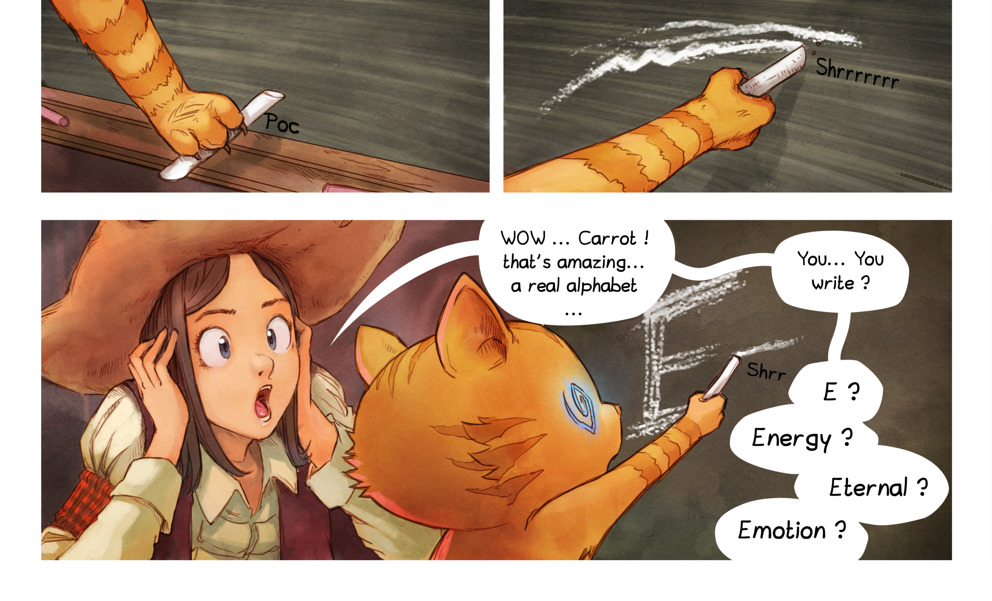 Poc
Shrrrrrrr
WOW ... Carrot !
that's amazing...
a real alphabet
...
You... You
write ?
E
Shrr
E ?
Energy ?
Eternal ?
Emotion ?